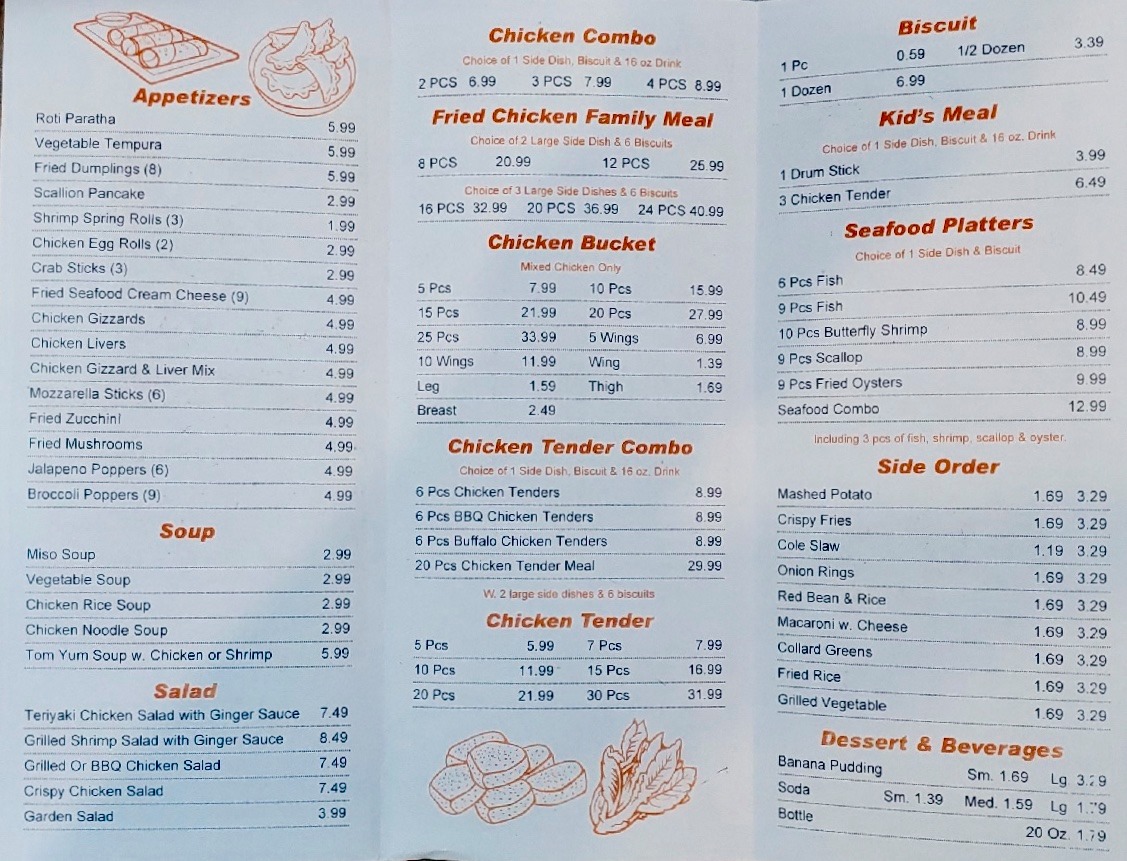 Appetizers
Roti Paratha 5.99
Vegetable Tempura 5.99
Fried Dumplings (8) 5.99
Scallion Pancake 2.99
Shrimp Spring Rolls (3) 1.99
Chicken Egg Rolls (2) 2.99
Crab Sticks (3) 2.99
Fried Seafood Cream Cheese (9) 4.99
Chicken Gizzards 4.99
Chicken Livers 4.99
Chicken Gizzard & Liver Mix 4.99
Mozzarella Sticks (6) 4.99
Fried Zucchini 4.99
Fried Mushrooms 4.99
Jalapeno Poppers (6) 4.99
Broccoli Poppers (9) 4.99
Soup
Miso Soup 2.99
Vegetable Soup 2.99
Chicken Rice Soup 2.99
Chicken Noodle Soup 2.99
Tom Yum Soup w. Chicken or Shrimp 5.99
Salad
Teriyaki Chicken Salad with Ginger Sauce 7.49
Grilled Shrimp Salad with Ginger Sauce 8.49
Grilled Or BBQ Chicken Salad 7.49
Crispy Chicken Salad 7.49
Garden Salad 3.99
Chicken Combo
Choice of 1 Side Dish, Biscuit & 16 oz Drink
2 PCS 6.99 3 PCS 7.99 4 PCS 8.99
Fried Chicken Family Meal
Choice of 2 Large Side Dish & 6 Biscuits
8 PCS 20.99 12 PCS 25.99
Choice of 3 Large Side Dishes & 6 Biscuits
16 PCS 32.99 20 PCS 36.99 24 PCS 40.99
Chicken Bucket
Mixed Chicken Only
5 Pcs 7.99 10 Pcs 15.99
15 Pcs 21.99 20 Pcs 27.99
25 Pcs 33.99 5 Wings 6.99
10 Wings 11.99 Wing 1.39
Leg 1.59 Thigh 1.69
Breast 2.49
Chicken Tender Combo
Choice of 1 Side Dish, Biscuit & 16 oz. Drink
6 Pcs Chicken Tenders 8.99
6 Pcs BBQ Chicken Tenders 8.99
6 Pcs Buffalo Chicken Tenders 8.99
20 Pcs Chicken Tender Meal 29.99
W. 2 large side dishes & 6 biscuits
Chicken Tender
5 Pcs 5.99 7 Pcs 7.99
10 Pcs 11.99 15 Pcs 16.99
20 Pcs 21.99 30 Pcs 31.99
Biscuit
1 Pc 0.59 1/2 Dozen 3.39
1 Dozen 6.99
Kid's Meal
Choice of 1 Side Dish, Biscuit & 16 oz. Drink
1 Drum Stick 3.99
3 Chicken Tender 6.49
Seafood Platters
Choice of 1 Side Dish & Biscuit
6 Pcs Fish 8.49
9 Pcs Fish 10.49
10 Pcs Butterfly Shrimp 8.99
9 Pcs Scallop 8.99
9 Pcs Fried Oysters 9.99
Seafood Combo 12.99
Including 3 pcs of fish, shrimp, scallop & oyster.
Side Order
Mashed Potato 1.69 3.29
Crispy Fries 1.69 3.29
Cole Slaw 1.19 3.29
Onion Rings 1.69 3.29
Red Bean & Rice 1.69 3.29
Macaroni w. Cheese 1.69 3.29
Collard Greens 1.69 3.29
Fried Rice 1.69 3.29
Grilled Vegetable 1.69 3.29
Dessert & Beverages
Banana Pudding Sm. 1.69 Lg 3.29
Soda Sm. 1.39 Med. 1.59 Lg 1.79
Bottle 20 Oz. 1.79